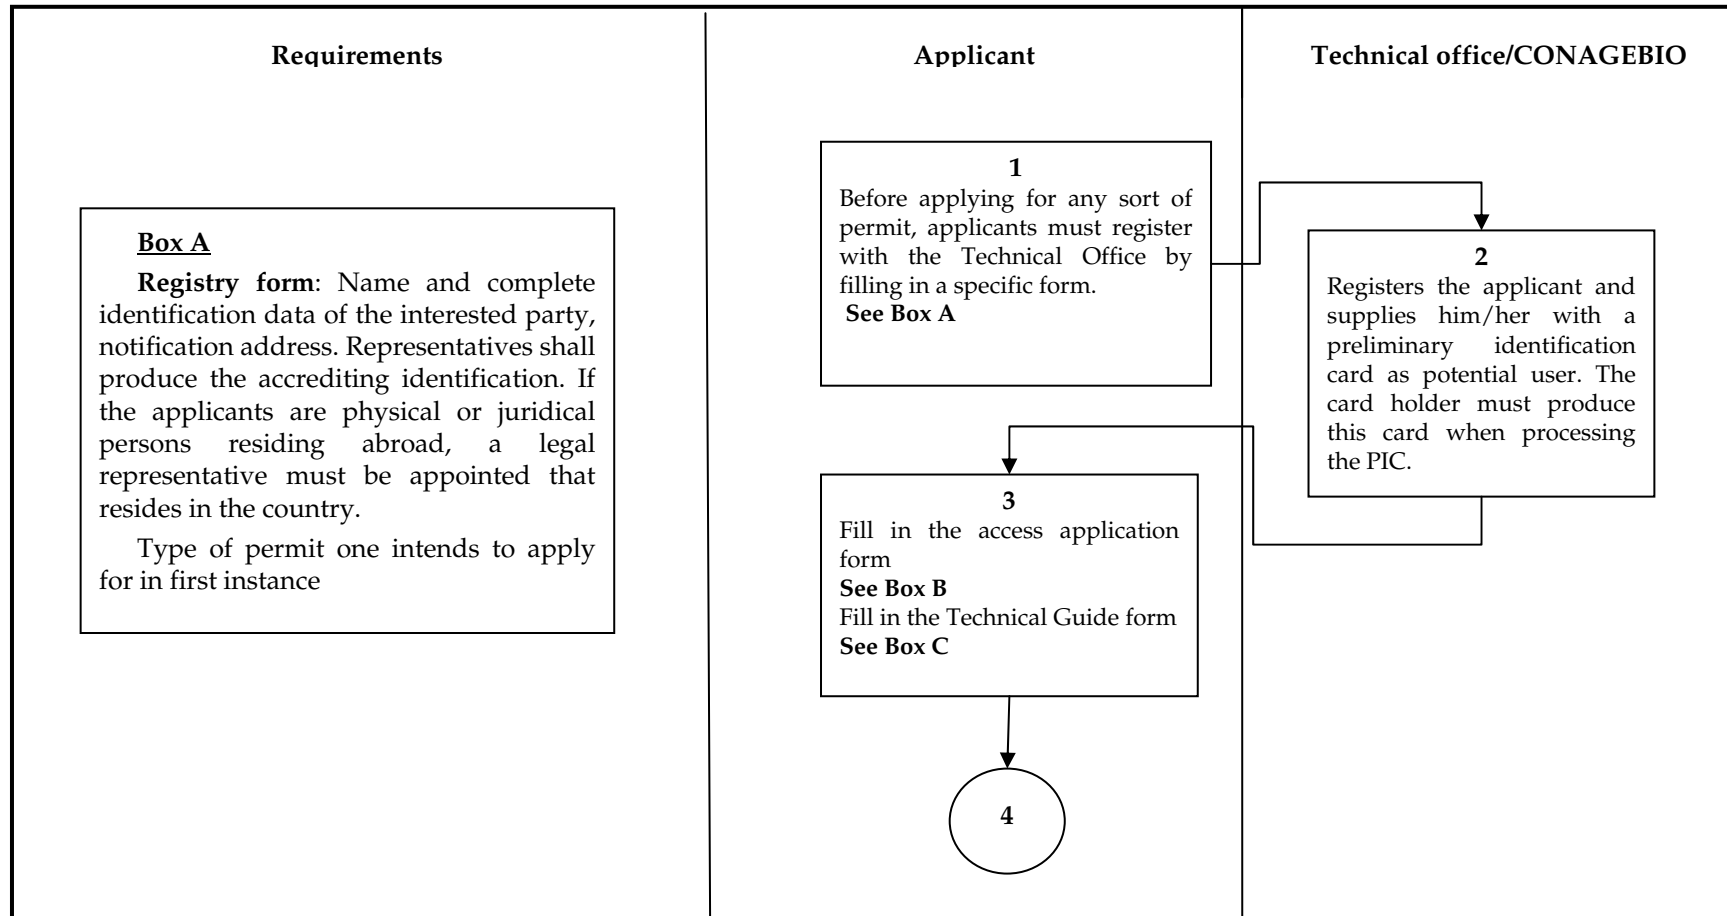 Requirements
Applicant
Technical office/CONAGEBIO
Box A
Registry form: Name and complete
identification data of the interested party,
notification address. Representatives shall
produce the accrediting identification. If
the applicants are physical or juridical
persons residing abroad, a legal
representative must be appointed that
resides in the country.
Type of permit one intends to apply
for in first instance
1
Before applying for any sort of
permit, applicants must register
with the Technical Office by
filling in a specific form.
See Box A
2
Registers the applicant and
supplies him/her with a
preliminary identification
card as potential user. The
card holder must produce
this card when processing
the PIC.
3
Fill in the access application
form
See Box B
Fill in the Technical Guide form
See Box C
4